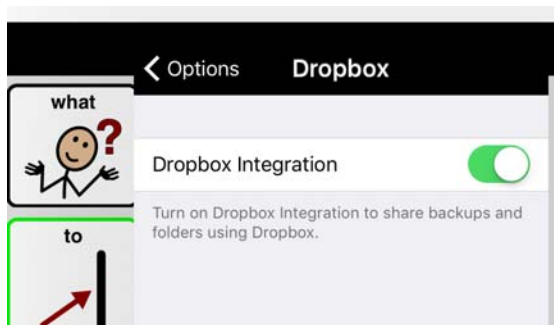 Options
Dropbox
what
?
Dropbox Integration
Turn on Dropbox Integration to share backups and
folders using Dropbox.
to